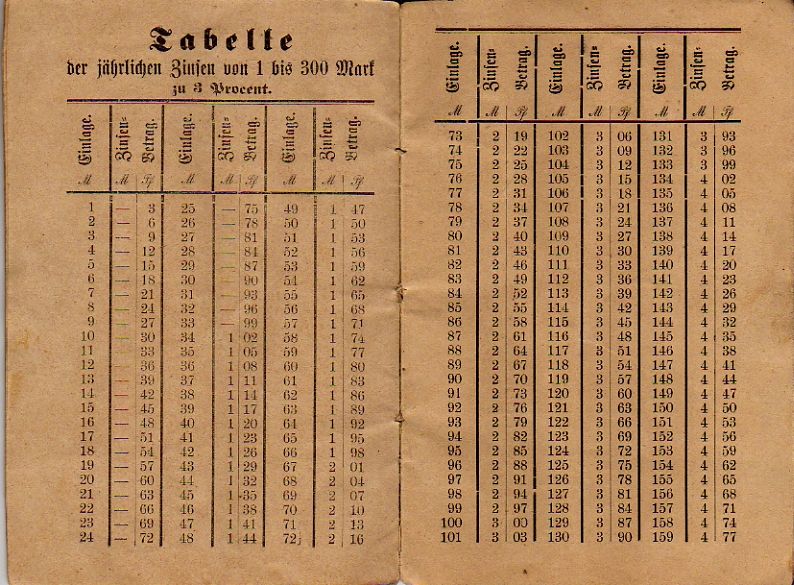 Tabelle
der jährlichen Zinsen von 1 bis 300 Mark
zu 3 Procent.
Einlage. Zinsen-Betrag. Einlage. Zinsen-Betrag. Einlage. Zinsen-Betrag.
M M Pf M M Pf M M Pf
1 — 3 25 — 75 49 1 47
2 — 6 26 — 78 50 1 50
3 — 9 27 — 81 51 1 53
4 — 12 28 — 84 52 1 56
5 — 15 29 — 87 53 1 59
6 — 18 30 — 90 54 1 62
7 — 21 31 — 93 55 1 65
8 — 24 32 — 96 56 1 68
9 — 27 33 — 99 57 1 71
10 — 30 34 1 02 58 1 74
11 — 33 35 1 05 59 1 77
12 — 36 36 1 08 60 1 80
13 — 39 37 1 11 61 1 83
14 — 42 38 1 14 62 1 86
15 — 45 39 1 17 63 1 89
16 — 48 40 1 20 64 1 92
17 — 51 41 1 23 65 1 95
18 — 54 42 1 26 66 1 98
19 — 57 43 1 29 67 2 01
20 — 60 44 1 32 68 2 04
21 — 63 45 1 35 69 2 07
22 — 66 46 1 38 70 2 10
23 — 69 47 1 41 71 2 13
24 — 72 48 1 44 72 2 16
Einlage. Zinsen-Betrag. Einlage. Zinsen-Betrag. Einlage. Zinsen-Betrag.
M M Pf M M Pf M M Pf
73 2 19 102 3 06 131 3 93
74 2 22 103 3 09 132 3 96
75 2 25 104 3 12 133 3 99
76 2 28 105 3 15 134 4 02
77 2 31 106 3 18 135 4 05
78 2 34 107 3 21 136 4 08
79 2 37 108 3 24 137 4 11
80 2 40 109 3 27 138 4 14
81 2 43 110 3 30 139 4 17
82 2 46 111 3 33 140 4 20
83 2 49 112 3 36 141 4 23
84 2 52 113 3 39 142 4 26
85 2 55 114 3 42 143 4 29
86 2 58 115 3 45 144 4 32
87 2 61 116 3 48 145 4 35
88 2 64 117 3 51 146 4 38
89 2 67 118 3 54 147 4 41
90 2 70 119 3 57 148 4 44
91 2 73 120 3 60 149 4 47
92 2 76 121 3 63 150 4 50
93 2 79 122 3 66 151 4 53
94 2 82 123 3 69 152 4 56
95 2 85 124 3 72 153 4 59
96 2 88 125 3 75 154 4 62
97 2 91 126 3 78 155 4 65
98 2 94 127 3 81 156 4 68
99 2 97 128 3 84 157 4 71
100 3 00 129 3 87 158 4 74
101 3 03 130 3 90 159 4 77